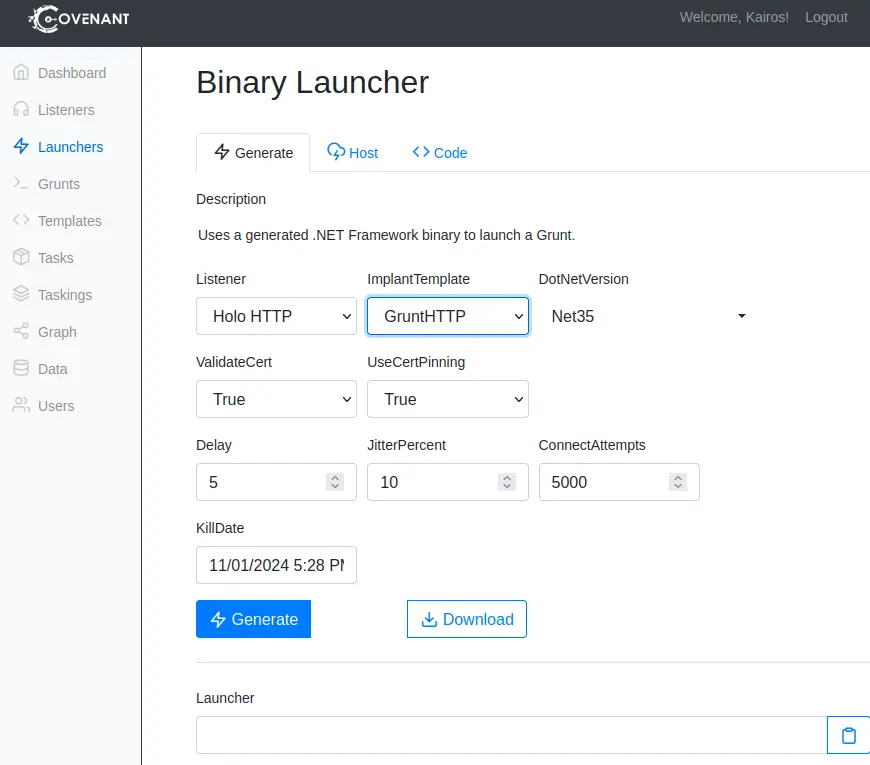 COVENANT
Welcome, Kairos! Logout
Dashboard
Listeners
Launchers
Grunts
Templates
Tasks
Taskings
Graph
Data
Users
Binary Launcher
Generate Host Code
Description
Uses a generated .NET Framework binary to launch a Grunt.
Listener ImplantTemplate DotNetVersion
Holo HTTP GruntHTTP Net35
ValidateCert UseCertPinning
True True
Delay JitterPercent ConnectAttempts
5 10 5000
KillDate
11/01/2024 5:28 PM
Generate Download
Launcher